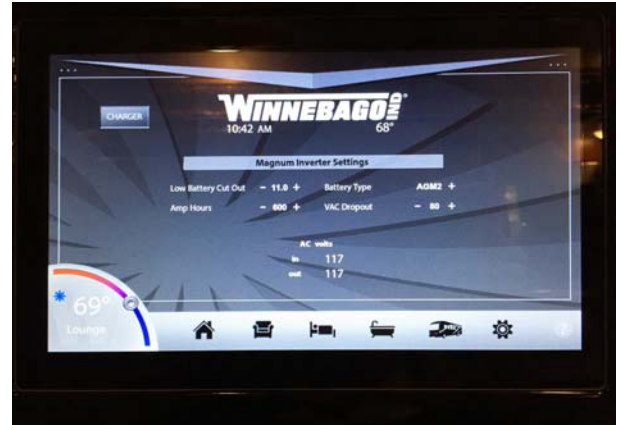 CHARGER
WINNEBAGO IND
10:42 AM 68°
Magnum Inverter Settings
Low Battery Cut Out - 11.0 + Battery Type AGM2 +
Amp Hours - 600 + VAC Dropout - 80 +
AC volts
in 117
out 117
69°
Lounge